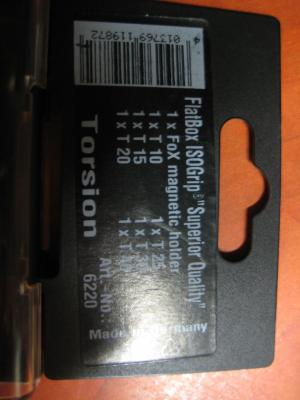 4 013769 119872
FlatBox ISOGrip® "Superior Quality"
1 x FoX magnetic holder
1 x T 10 1 x T 25
1 x T 15
1 x T 20
Torsion Art.-No.:
6220
Made in Germany